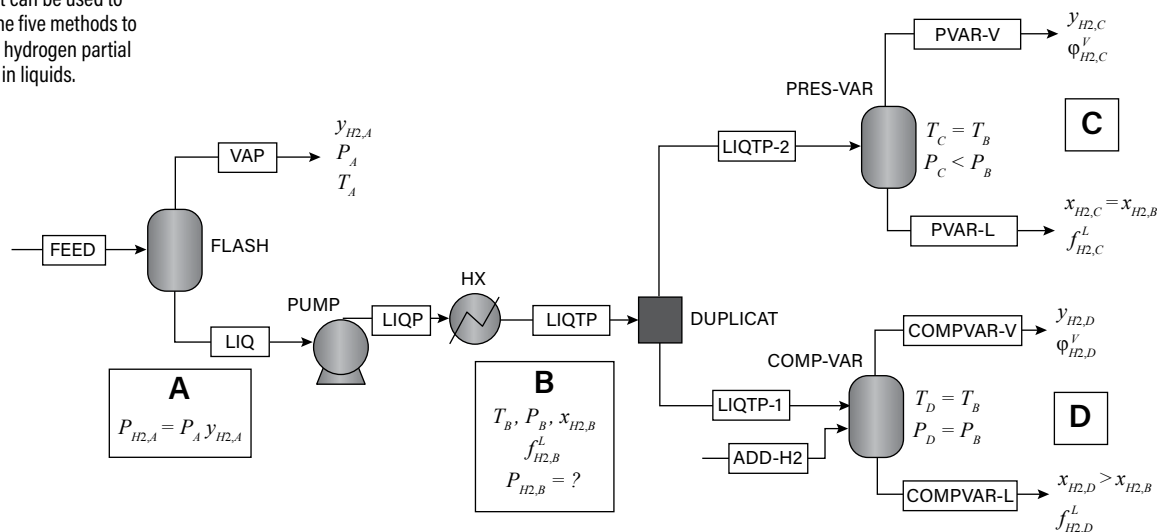 t can be used to
he five methods to
hydrogen partial
in liquids.
FEED
FLASH
VAP
y_{H2,A}
P_A
T_A
LIQ
A
P_{H2,A} = P_A y_{H2,A}
PUMP
LIQP
HX
LIQTP
B
T_B, P_B, x_{H2,B}
f^L_{H2,B}
P_{H2,B} = ?
DUPLICAT
LIQTP-2
PRES-VAR
T_C = T_B
P_C < P_B
PVAR-V
y_{H2,C}
φ^V_{H2,C}
C
PVAR-L
x_{H2,C} = x_{H2,B}
f^L_{H2,C}
LIQTP-1
ADD-H2
COMP-VAR
T_D = T_B
P_D = P_B
COMPVAR-V
y_{H2,D}
φ^V_{H2,D}
D
COMPVAR-L
x_{H2,D} > x_{H2,B}
f^L_{H2,D}